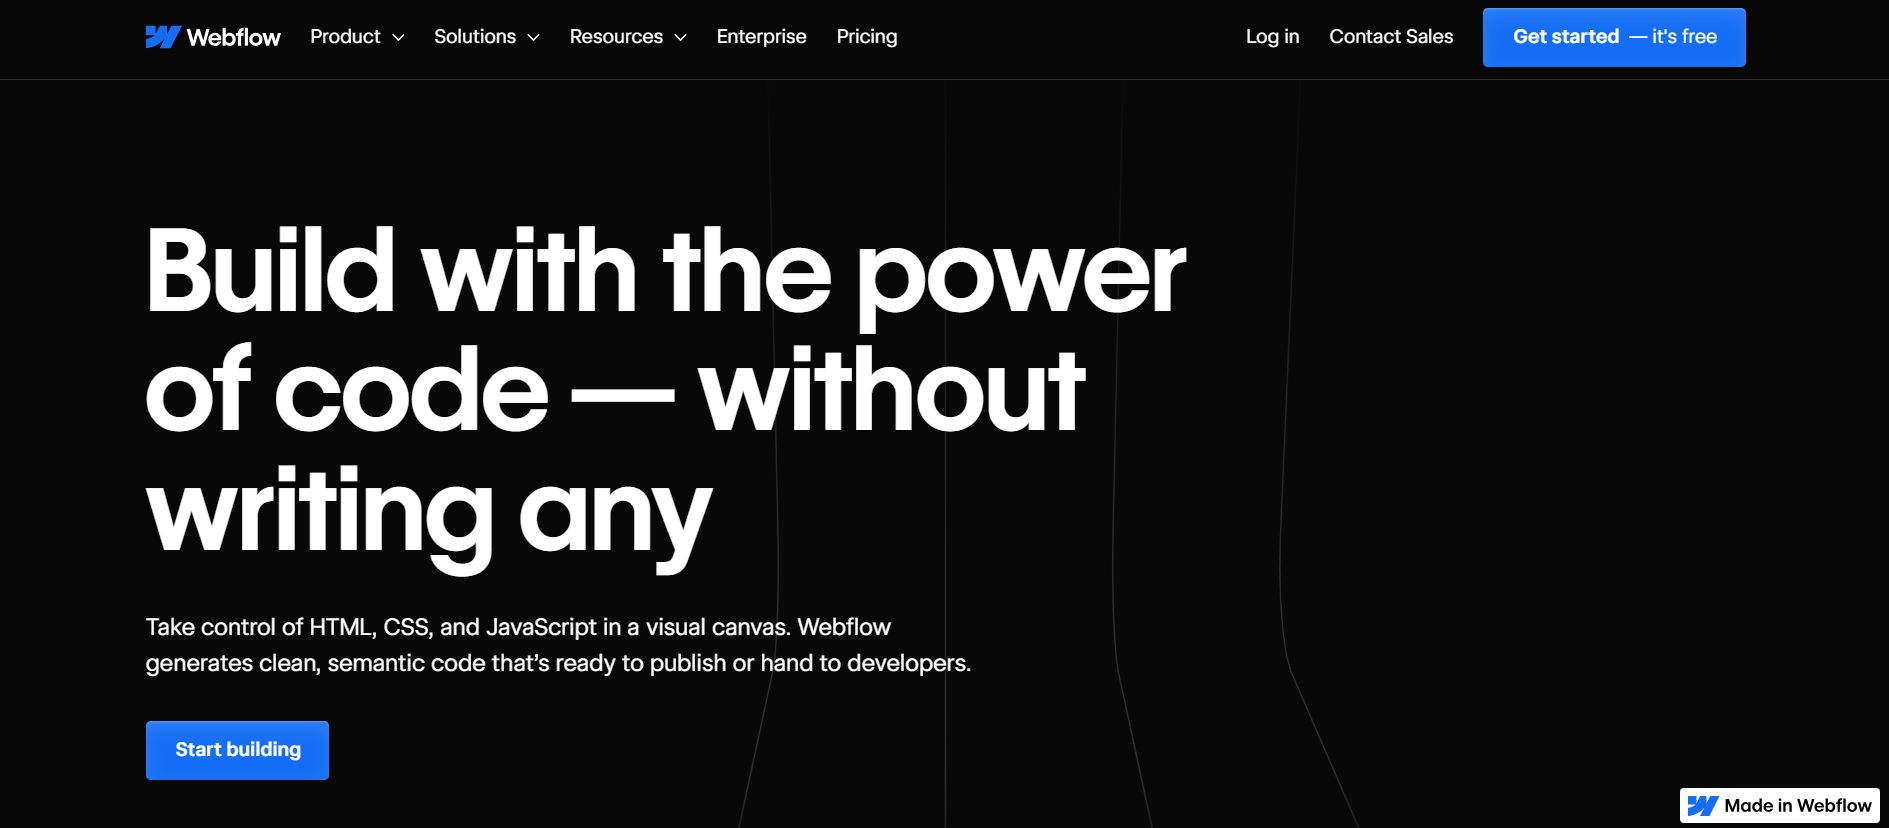 Webflow Product Solutions Resources Enterprise Pricing Log in Contact Sales Get started — it's free
Build with the power
of code — without
writing any
Take control of HTML, CSS, and JavaScript in a visual canvas. Webflow
generates clean, semantic code that’s ready to publish or hand to developers.
Start building
Made in Webflow